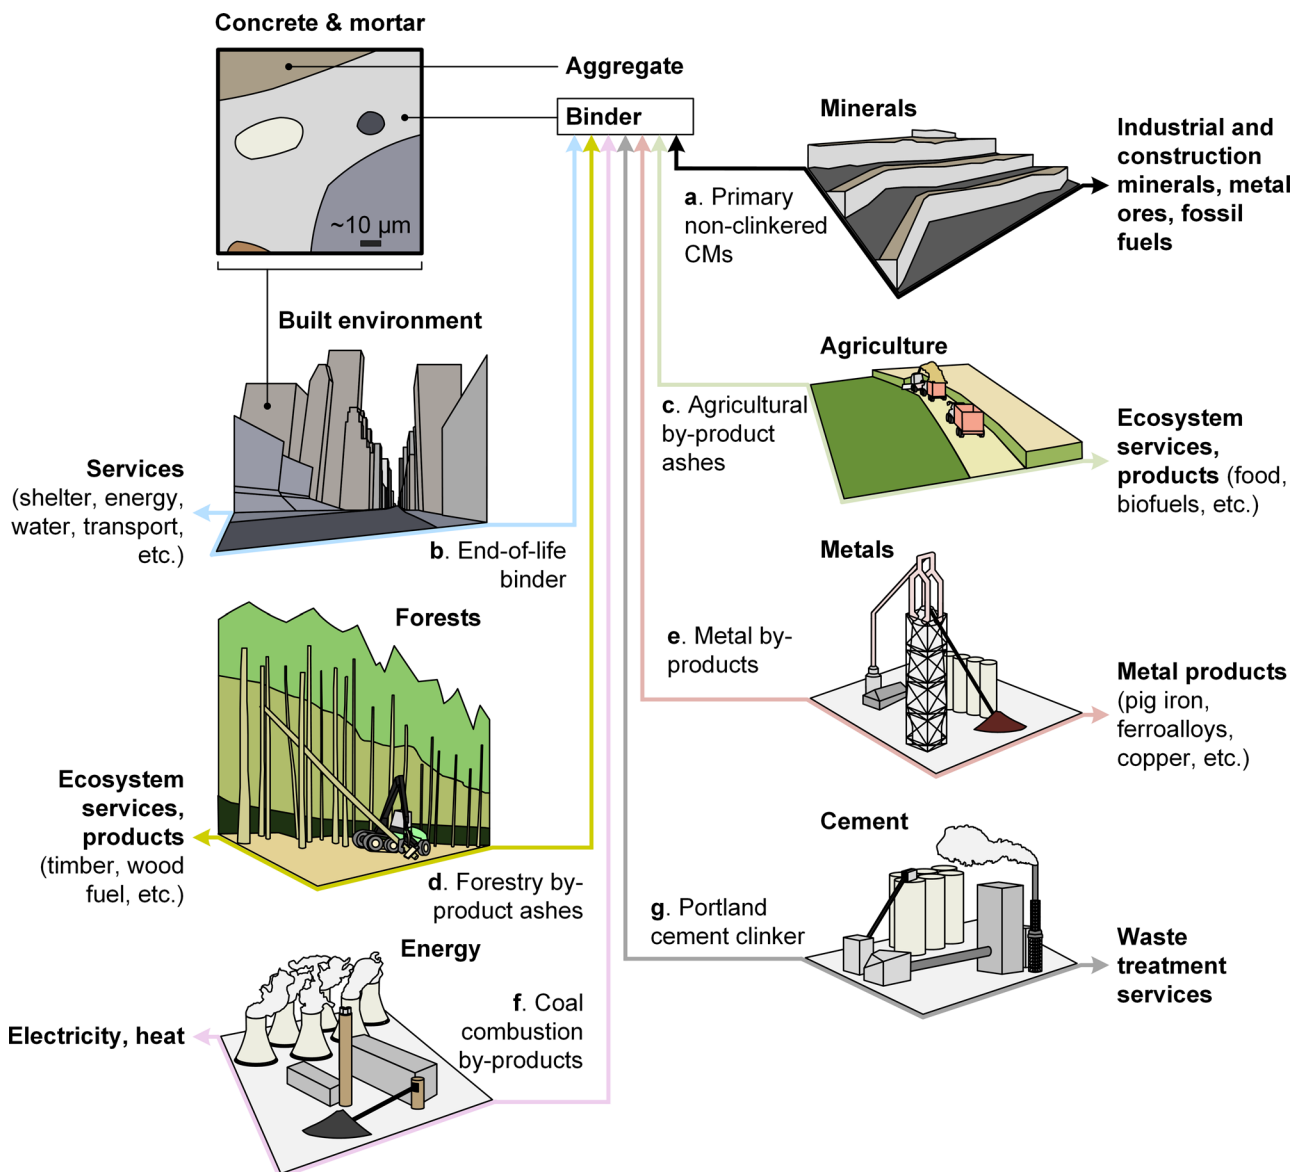 Concrete & mortar
Aggregate
Binder
~10 µm
Minerals
Industrial and
construction
minerals, metal
ores, fossil
fuels
a. Primary
non-clinkered
CMs
Built environment
Services
(shelter, energy,
water, transport,
etc.)
b. End-of-life
binder
Agriculture
c. Agricultural
by-product
ashes
Ecosystem
services,
products (food,
biofuels, etc.)
Forests
Ecosystem
services,
products
(timber, wood
fuel, etc.)
d. Forestry by-
product ashes
Metals
e. Metal by-
products
Metal products
(pig iron,
ferroalloys,
copper, etc.)
Energy
Electricity, heat
f. Coal
combustion
by-products
Cement
g. Portland
cement clinker
Waste
treatment
services